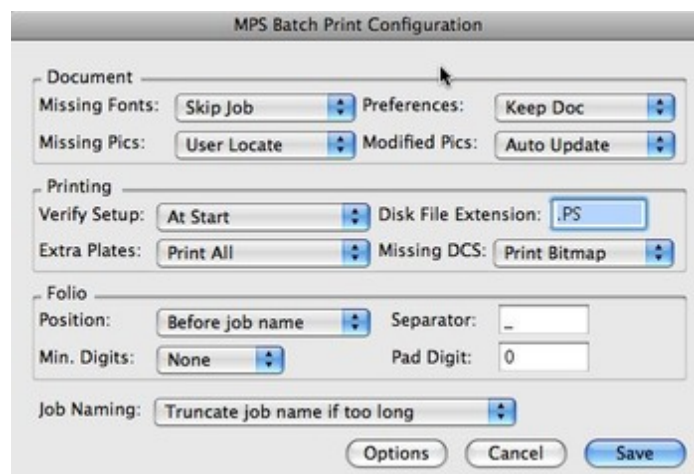 MPS Batch Print Configuration
Document
Missing Fonts: Skip Job Preferences: Keep Doc
Missing Pics: User Locate Modified Pics: Auto Update
Printing
Verify Setup: At Start Disk File Extension: .PS
Extra Plates: Print All Missing DCS: Print Bitmap
Folio
Position: Before job name Separator: _
Min. Digits: None Pad Digit: 0
Job Naming: Truncate job name if too long
Options Cancel Save